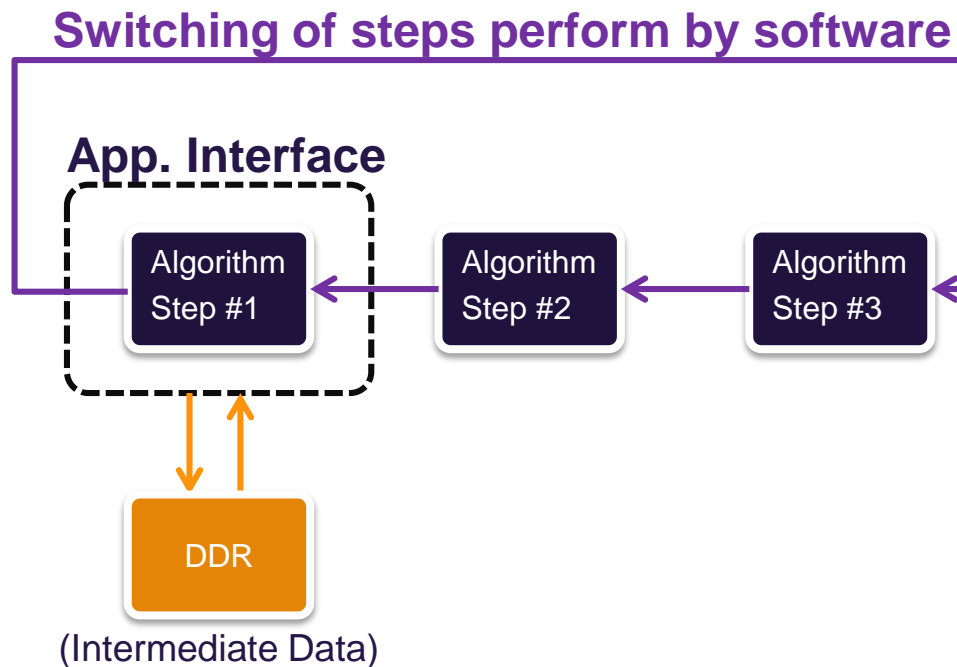 Switching of steps perform by software
App. Interface
Algorithm
Step #1
Algorithm
Step #2
Algorithm
Step #3
DDR
(Intermediate Data)